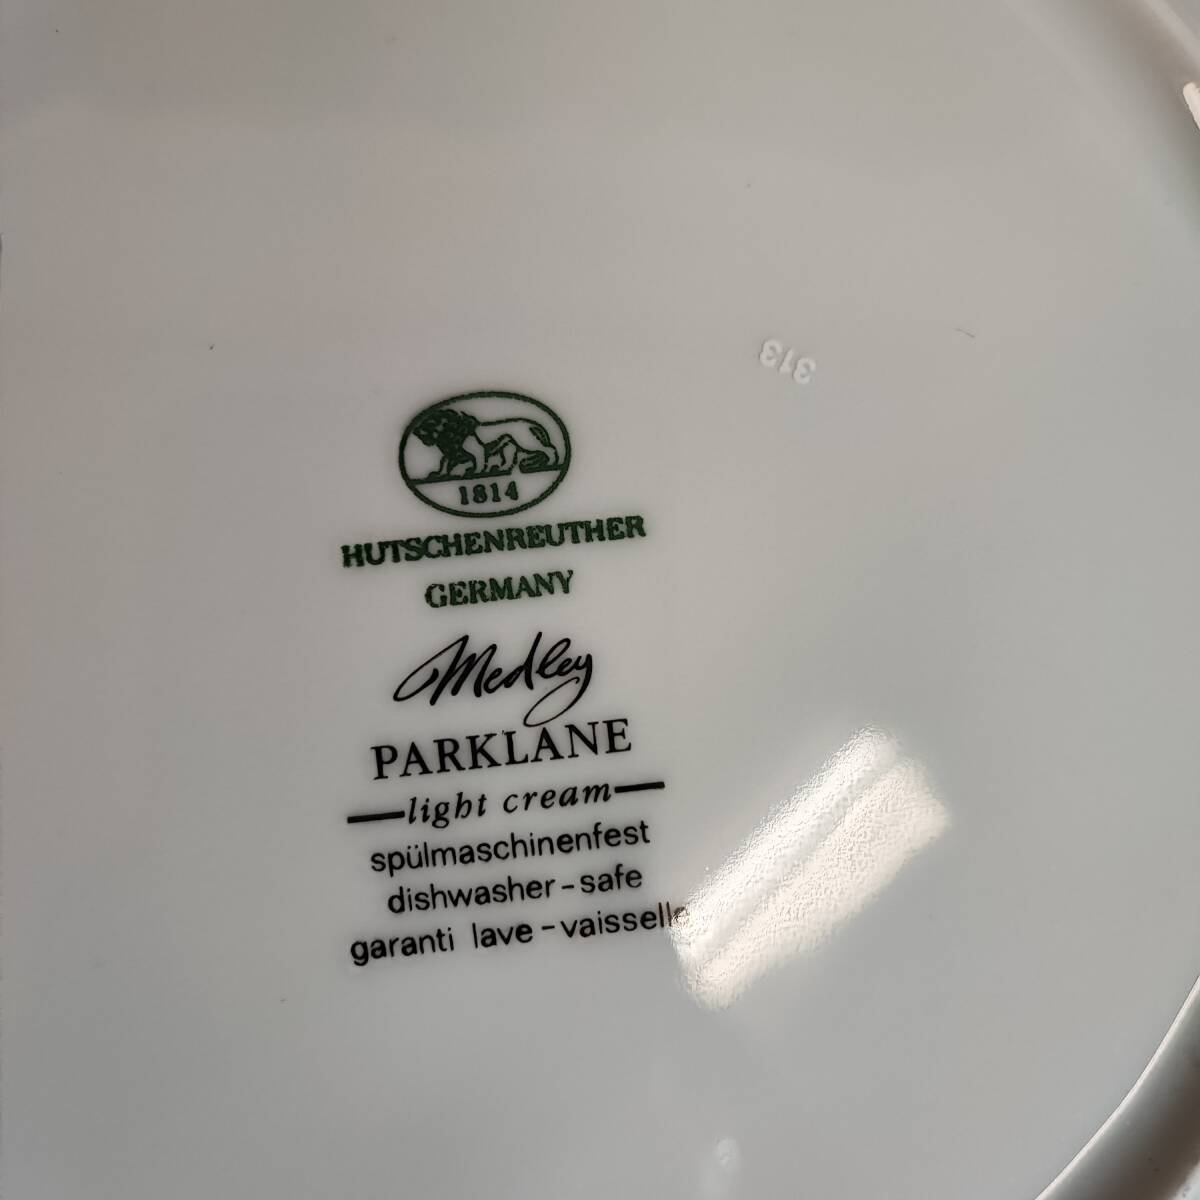 313
1814
HUTSCHENREUTHER
GERMANY
Medley
PARKLANE
light cream
spülmaschinenfest
dishwasher-safe
garanti lave-vaisselle